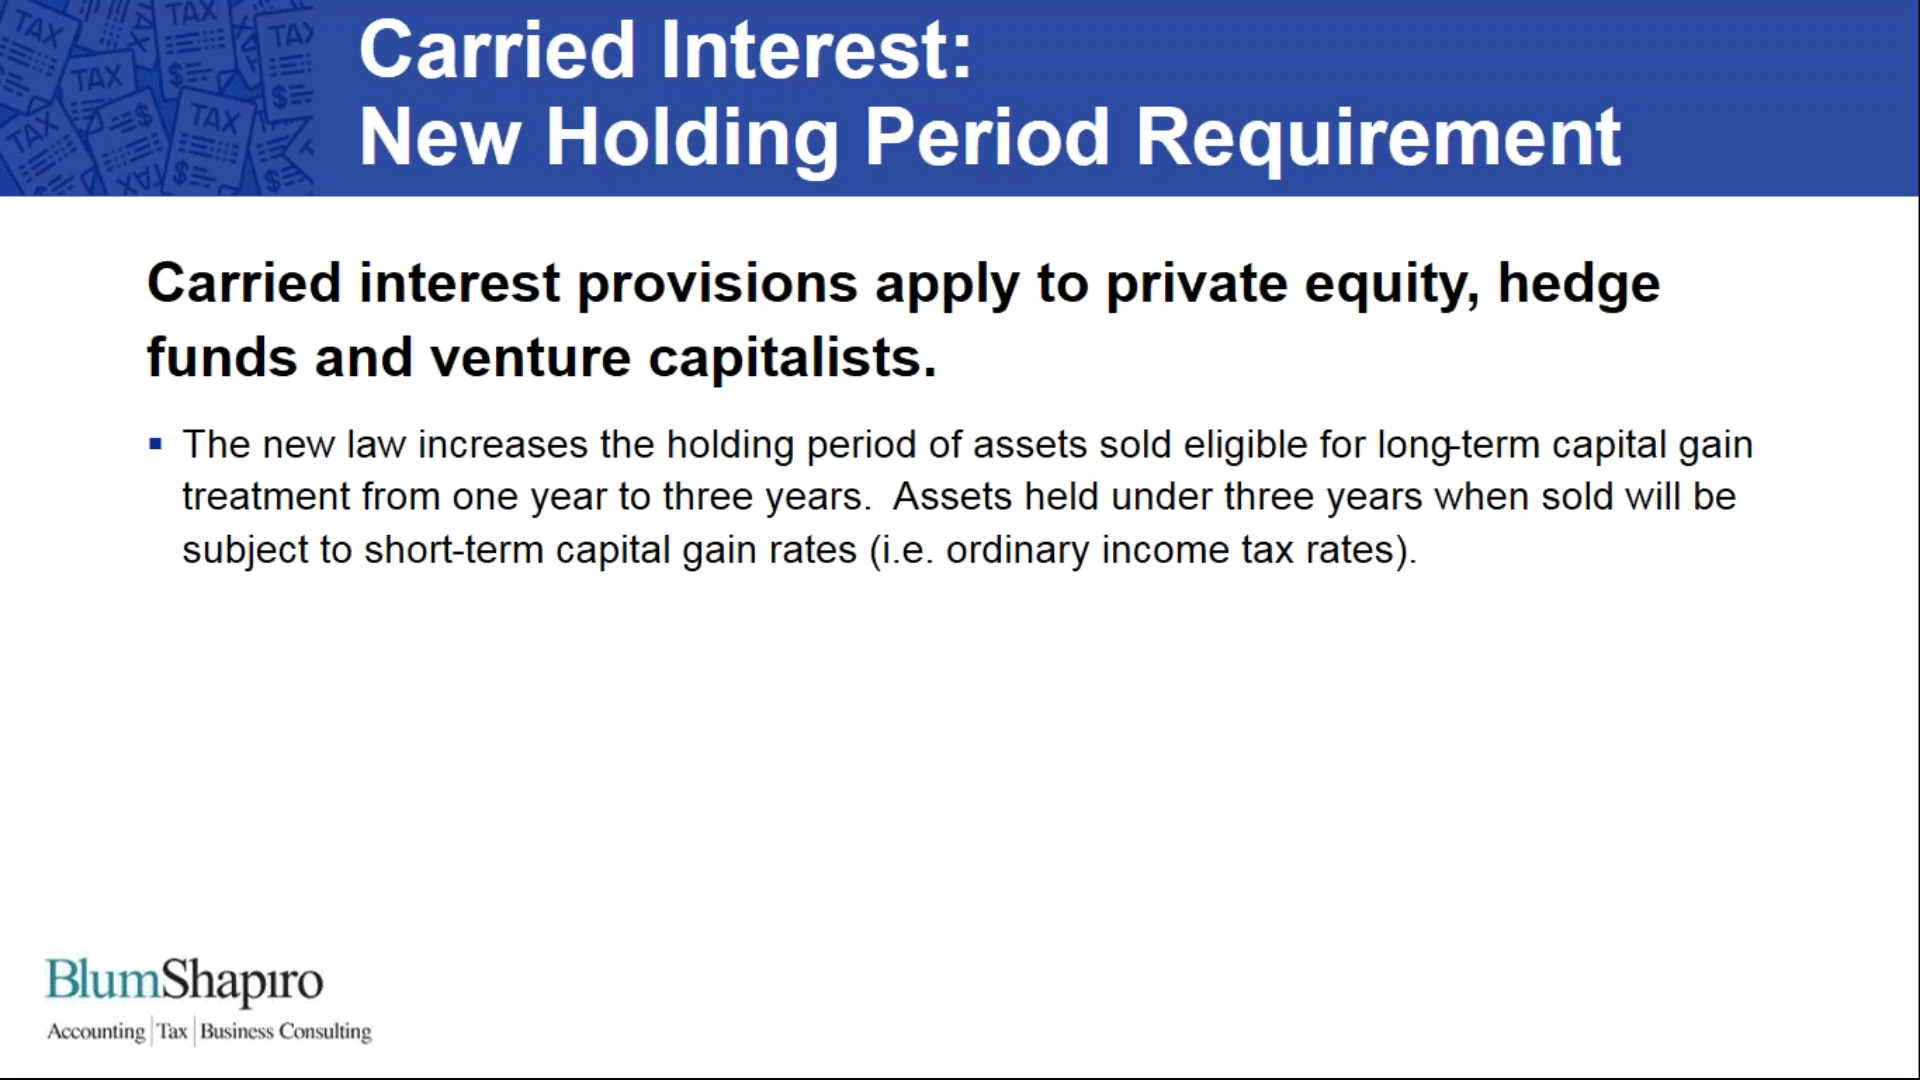 TAX
TAX
TAX
TAX
TAX
TAX
TAX
Carried Interest:
New Holding Period Requirement
Carried interest provisions apply to private equity, hedge
funds and venture capitalists.
▪ The new law increases the holding period of assets sold eligible for long-term capital gain
treatment from one year to three years.  Assets held under three years when sold will be
subject to short-term capital gain rates (i.e. ordinary income tax rates).
BlumShapiro
Accounting | Tax | Business Consulting